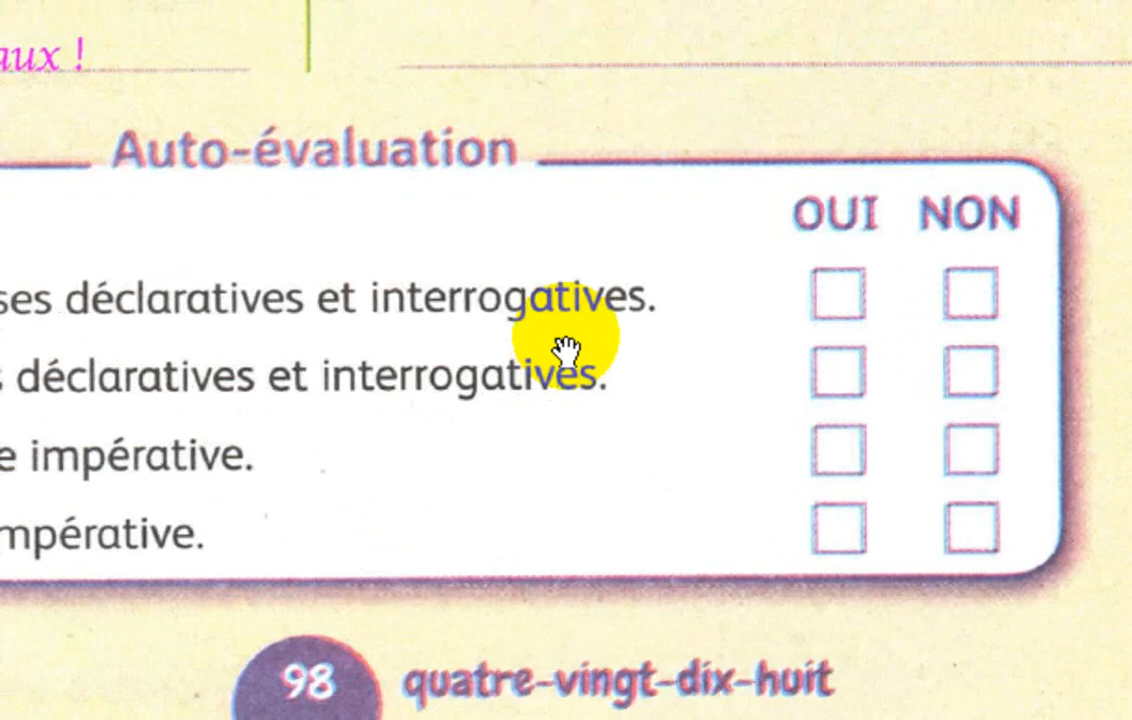 aux !
Auto-évaluation
OUI NON
ses déclaratives et interrogatives.
déclaratives et interrogatives.
e impérative.
mpérative.
98 quatre-vingt-dix-huit